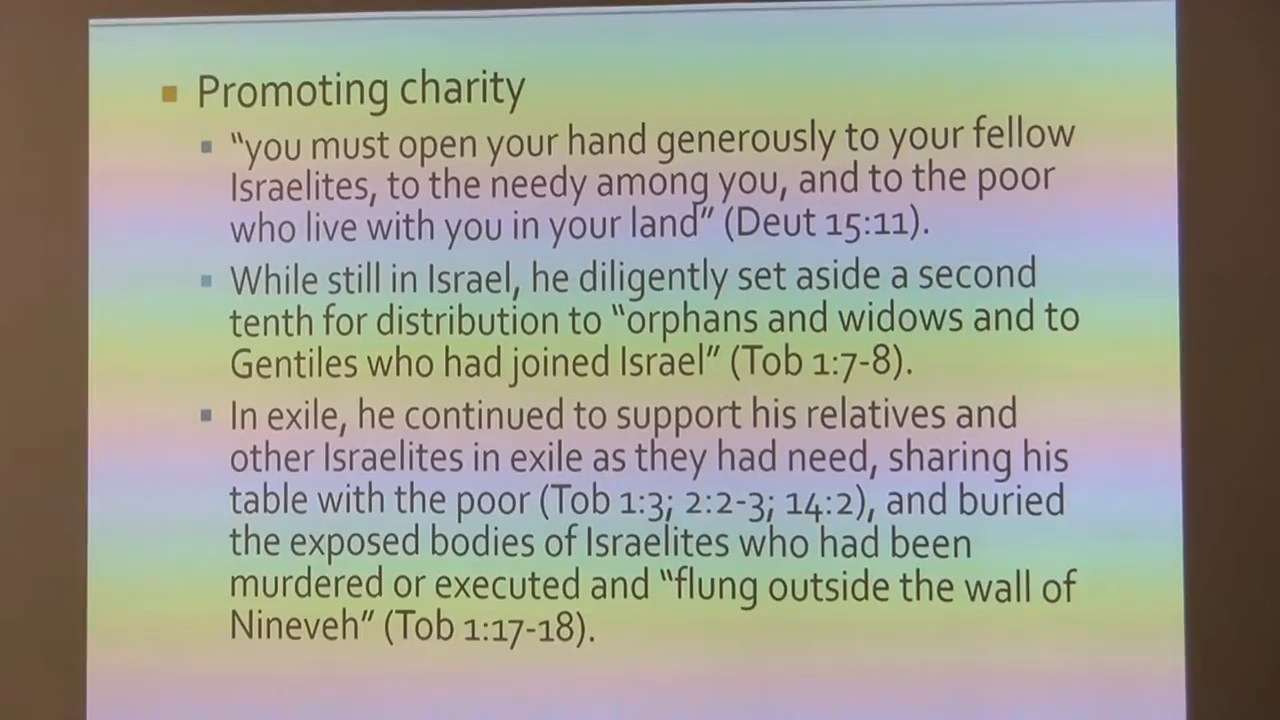 Promoting charity
“you must open your hand generously to your fellow
Israelites, to the needy among you, and to the poor
who live with you in your land” (Deut 15:11).
While still in Israel, he diligently set aside a second
tenth for distribution to “orphans and widows and to
Gentiles who had joined Israel” (Tob 1:7-8).
In exile, he continued to support his relatives and
other Israelites in exile as they had need, sharing his
table with the poor (Tob 1:3; 2:2-3; 14:2), and buried
the exposed bodies of Israelites who had been
murdered or executed and “flung outside the wall of
Nineveh” (Tob 1:17-18).